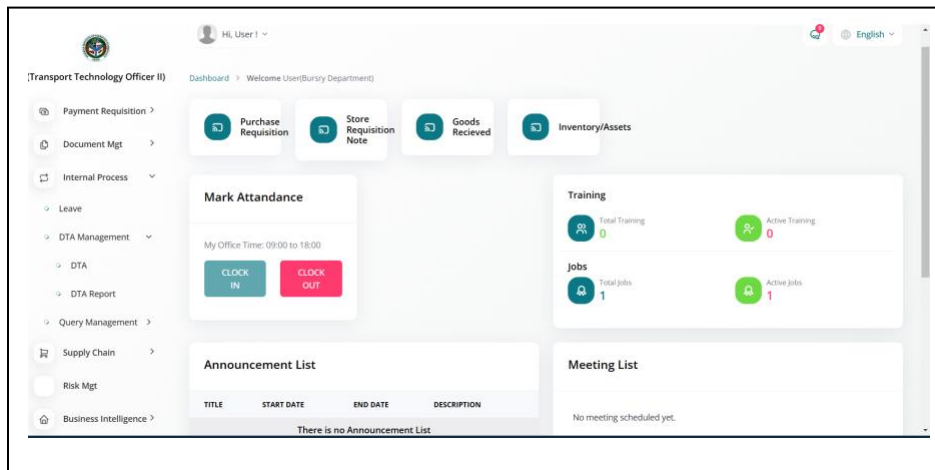 Hi, User !
0
English
(Transport Technology Officer II)
Dashboard > Welcome User(Bursry Department)
Payment Requisition >
Document Mgt >
Internal Process
Leave
DTA Management
DTA
DTA Report
Query Management >
Supply Chain >
Risk Mgt
Business Intelligence >
Purchase
Requisition
Store
Requisition
Note
Goods
Recieved
Inventory/Assets
Mark Attandance
My Office Time: 09:00 to 18:00
CLOCK
IN
CLOCK
OUT
Training
Total Training
0
Active Training
0
Jobs
Total Jobs
1
Active Jobs
1
Announcement List
TITLE START DATE END DATE DESCRIPTION
There is no Announcement List
Meeting List
No meeting scheduled yet.